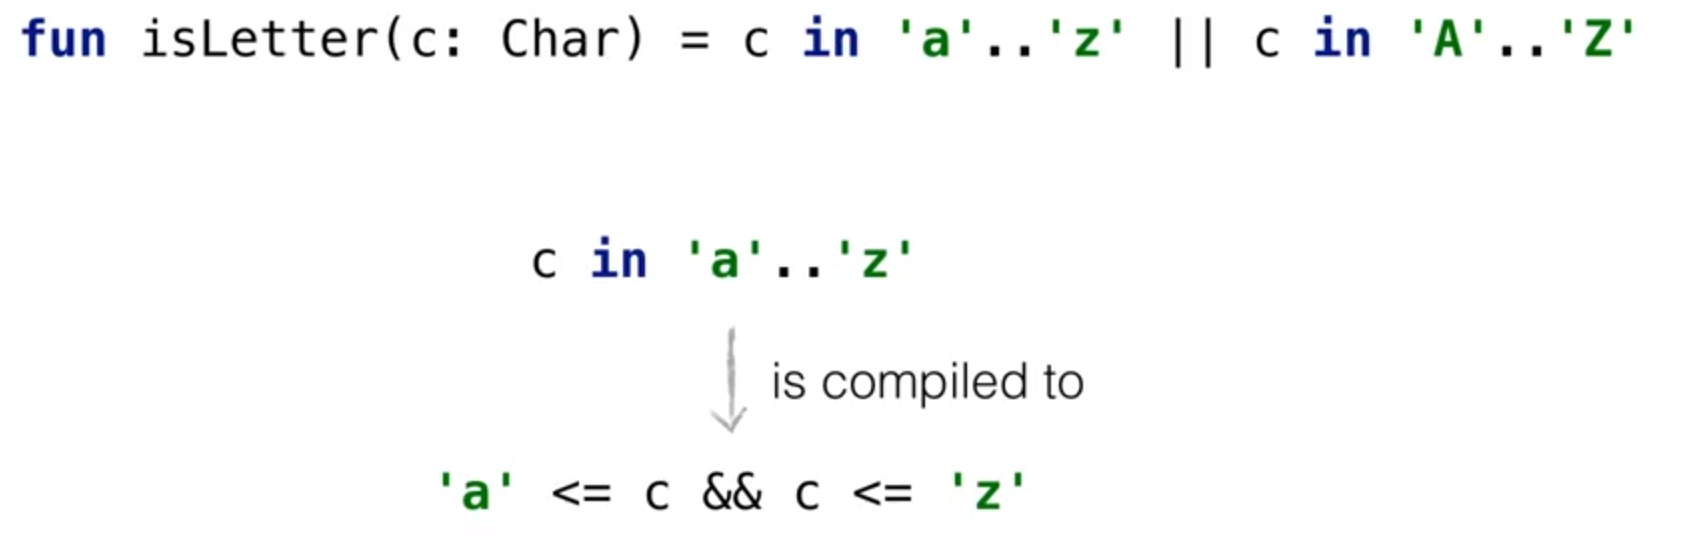 fun isLetter(c: Char) = c in 'a'..'z' || c in 'A'..'Z'
c in 'a'..'z'
is compiled to
'a' <= c && c <= 'z'